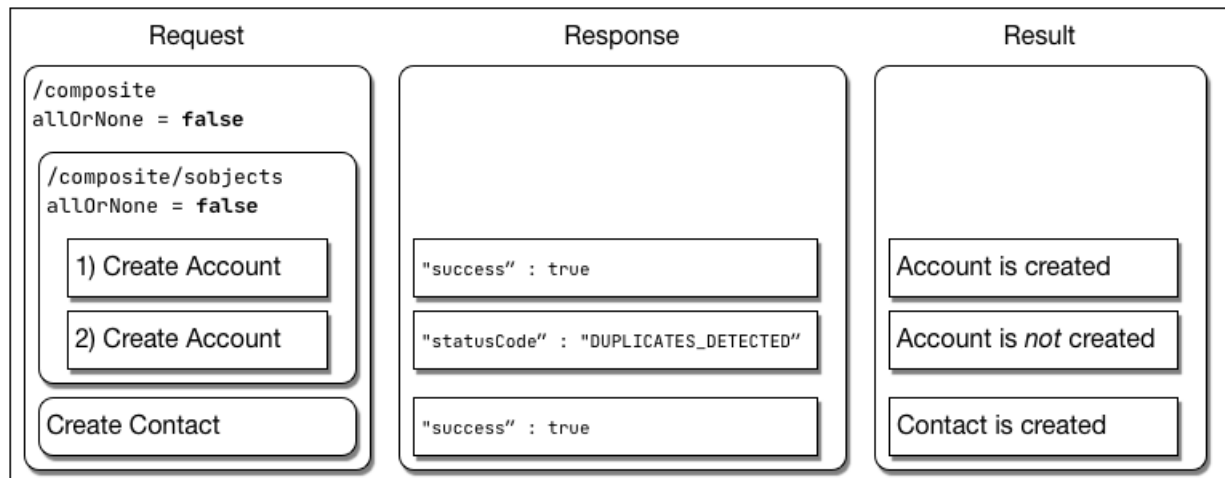 Request
Response
Result
/composite
allOrNone = false
/composite/sobjects
allOrNone = false
1) Create Account
"success” : true
Account is created
2) Create Account
"statusCode” : "DUPLICATES_DETECTED”
Account is not created
Create Contact
"success” : true
Contact is created